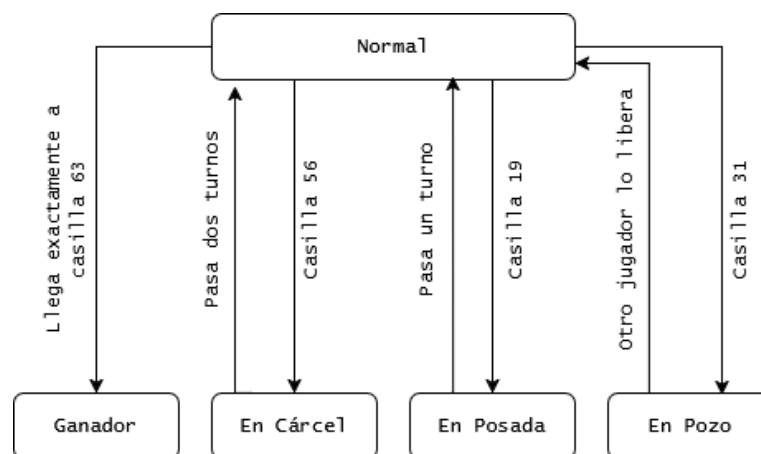 Normal
Llega exactamente a
casilla 63
Pasa dos turnos
Casilla 56
Pasa un turno
Casilla 19
Otro jugador lo libera
Casilla 31
Ganador
En Cárcel
En Posada
En Pozo